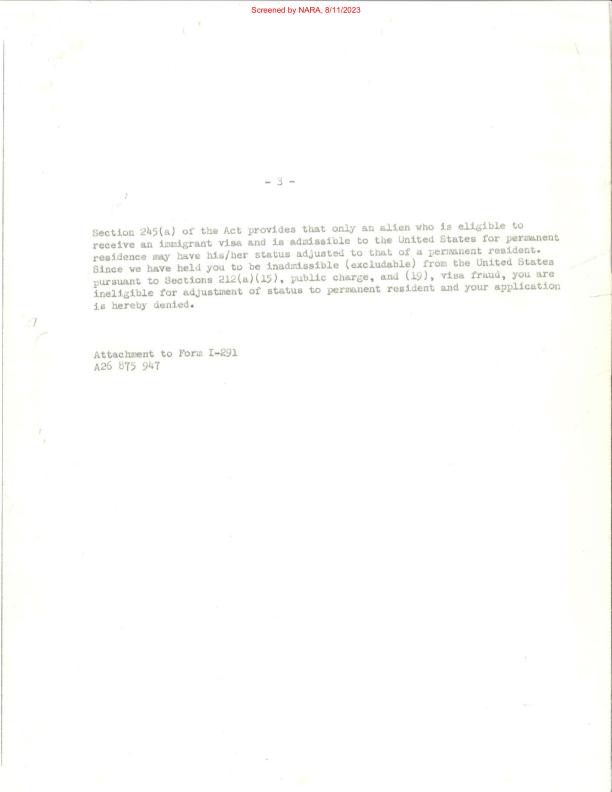 Screened by NARA, 8/11/2023
- 3 -
Section 245(a) of the Act provides that only an alien who is eligible to
receive an immigrant visa and is admissible to the United States for permanent
residence may have his/her status adjusted to that of a permanent resident.
Since we have held you to be inadmissible (excludable) from the United States
pursuant to Sections 212(a)(15), public charge, and (19), visa fraud, you are
ineligible for adjustment of status to permanent resident and your application
is hereby denied.
Attachment to Form I-291
A26 875 947